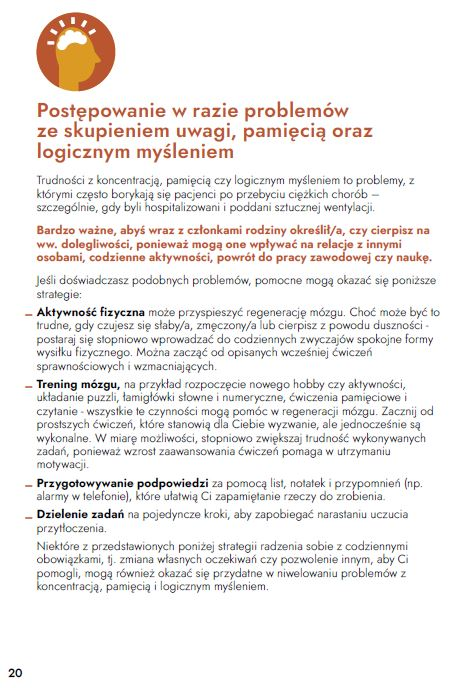 Postępowanie w razie problemów
ze skupieniem uwagi, pamięcią oraz
logicznym myśleniem
Trudności z koncentracją, pamięcią czy logicznym myśleniem to problemy, z
którymi często borykają się pacjenci po przebyciu ciężkich chorób –
szczególnie, gdy byli hospitalizowani i poddani sztucznej wentylacji.
Bardzo ważne, abyś wraz z członkami rodziny określił/a, czy cierpisz na
ww. dolegliwości, ponieważ mogą one wpływać na relacje z innymi
osobami, codzienne aktywności, powrót do pracy zawodowej czy naukę.
Jeśli doświadczasz podobnych problemów, pomocne mogą okazać się poniższe
strategie:
– Aktywność fizyczna może przyspieszyć regenerację mózgu. Choć może być to
trudne, gdy czujesz się słaby/a, zmęczony/a lub cierpisz z powodu duszności -
postaraj się stopniowo wprowadzać do codziennych zwyczajów spokojne formy
wysiłku fizycznego. Można zacząć od opisanych wcześniej ćwiczeń
sprawnościowych i wzmacniających.
– Trening mózgu, na przykład rozpoczęcie nowego hobby czy aktywności,
układanie puzzli, łamigłówki słowne i numeryczne, ćwiczenia pamięciowe i
czytanie - wszystkie te czynności mogą pomóc w regeneracji mózgu. Zacznij od
prostszych ćwiczeń, które stanowią dla Ciebie wyzwanie, ale jednocześnie są
wykonalne. W miarę możliwości, stopniowo zwiększaj trudność wykonywanych
zadań, ponieważ wzrost zaawansowania ćwiczeń pomaga w utrzymaniu
motywacji.
– Przygotowywanie podpowiedzi za pomocą list, notatek i przypomnień (np.
alarmy w telefonie), które ułatwią Ci zapamiętanie rzeczy do zrobienia.
– Dzielenie zadań na pojedyncze kroki, aby zapobiegać narastaniu uczucia
przytłoczenia.
Niektóre z przedstawionych poniżej strategii radzenia sobie z codziennymi
obowiązkami, tj. zmiana własnych oczekiwań czy pozwolenie innym, aby Ci
pomogli, mogą również okazać się przydatne w niwelowaniu problemów z
koncentracją, pamięcią i logicznym myśleniem.
20